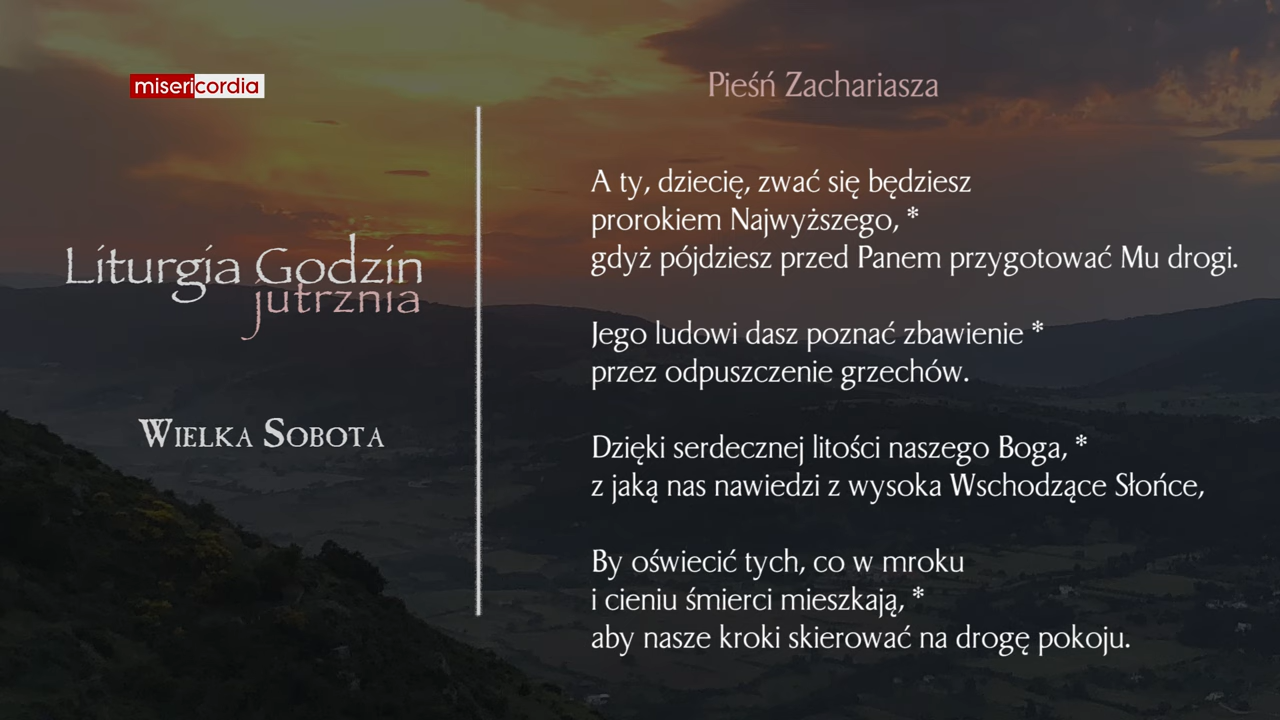 misericordia
Liturgia Godzin
jutrznia
Wielka Sobota
Pieśń Zachariasza
A ty, dziecię, zwać się będziesz
prorokiem Najwyższego, *
gdyż pójdziesz przed Panem przygotować Mu drogi.
Jego ludowi dasz poznać zbawienie *
przez odpuszczenie grzechów.
Dzięki serdecznej litości naszego Boga, *
z jaką nas nawiedzi z wysoka Wschodzące Słońce,
By oświecić tych, co w mroku
i cieniu śmierci mieszkają, *
aby nasze kroki skierować na drogę pokoju.